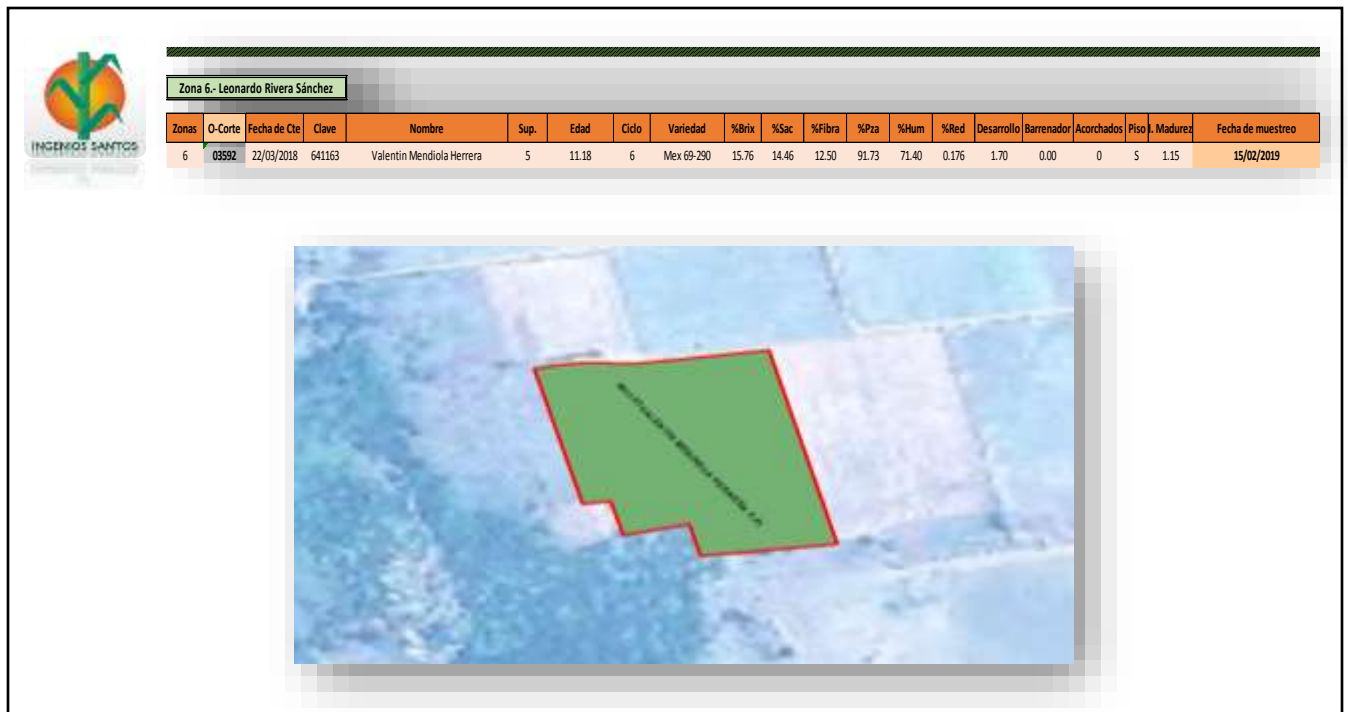 INGENIOS SANTOS
Zona 6.- Leonardo Rivera Sánchez
Zonas O-Corte Fecha de Cte Clave Nombre Sup. Edad Ciclo Variedad %Brix %Sac %Fibra %Pza %Hum %Red Desarrollo Barrenador Acorchados Piso I. Madurez Fecha de muestreo
6 03592 22/03/2018 641163 Valentin Mendiola Herrera 5 11.18 6 Mex 69-290 15.76 14.46 12.50 91.73 71.40 0.176 1.70 0.00 0 S 1.15 15/02/2019